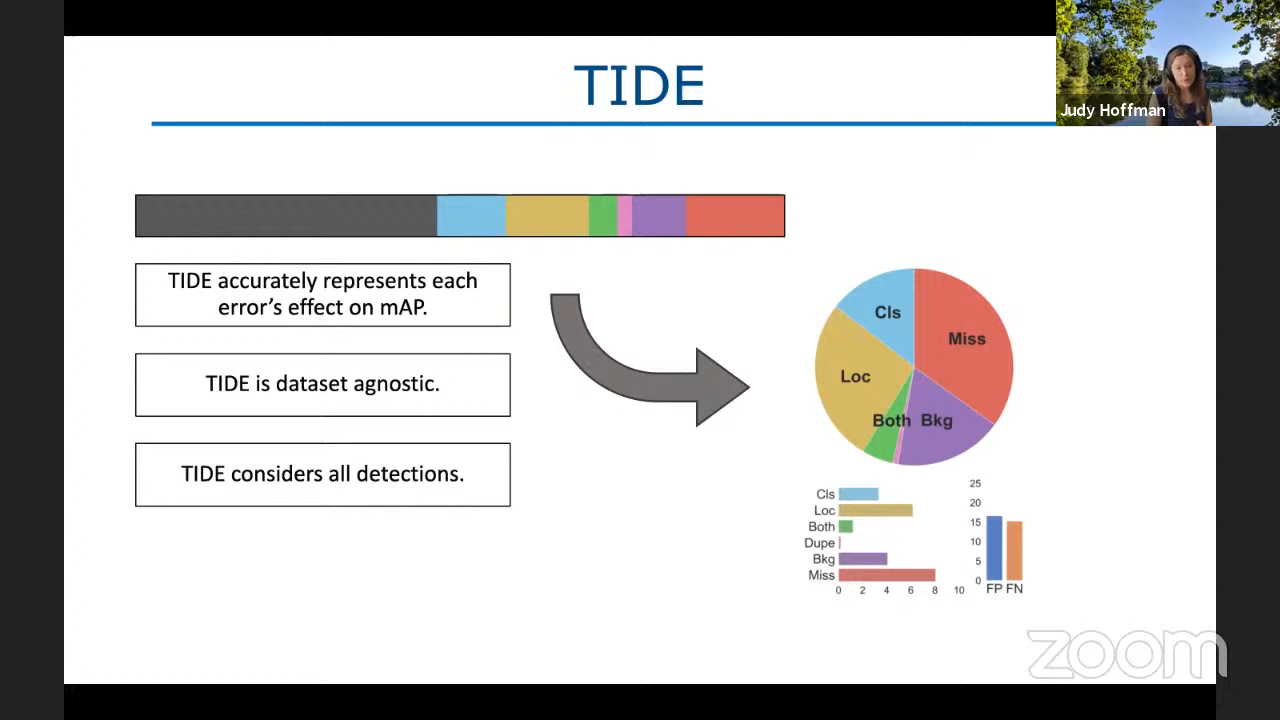 TIDE
Judy Hoffman
TIDE accurately represents each
error's effect on mAP.
TIDE is dataset agnostic.
TIDE considers all detections.
Cls
Miss
Loc
Both
Bkg
Cls
Loc
Both
Dupe
Bkg
Miss
0 2 4 6 8 10
25
20
15
10
5
0
FP FN
zoom